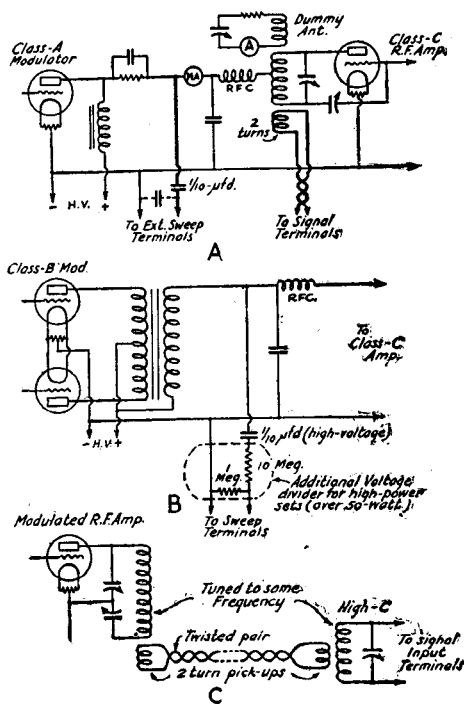 Class-A
Modulator
Dummy
Ant.
A
Class-C
R.F. Amp.
MA
RFC
2
turns
- H.V. +
1/10-µfd.
To Ext. Sweep
Terminals
To Signal
Terminals
A
Class-B Mod.
RFC.
To
Class-C
Amp.
- H.V. +
1/10 µfd (high-voltage)
1
Meg.
10 Meg.
Additional Voltage
divider for high-power
sets (over 50-watt)
To Sweep
Terminals
B
Modulated R.F. Amp.
Tuned to some
Frequency
High-C
Twisted pair
To signal
Input
Terminals
2 turn pick-ups
C